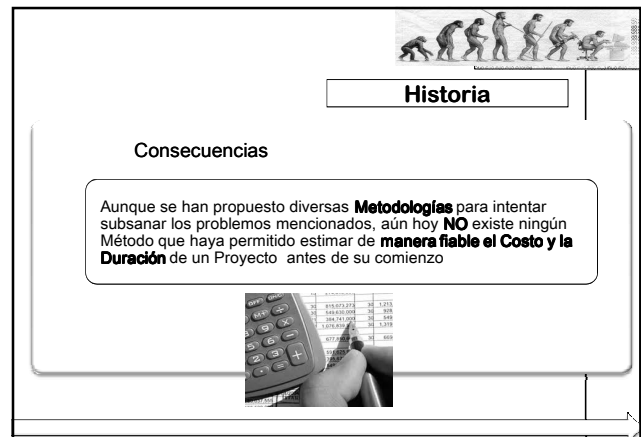 Historia
Consecuencias
Aunque se han propuesto diversas Metodologías para intentar
subsanar los problemas mencionados, aún hoy NO existe ningún
Método que haya permitido estimar de manera fiable el Costo y la
Duración de un Proyecto antes de su comienzo